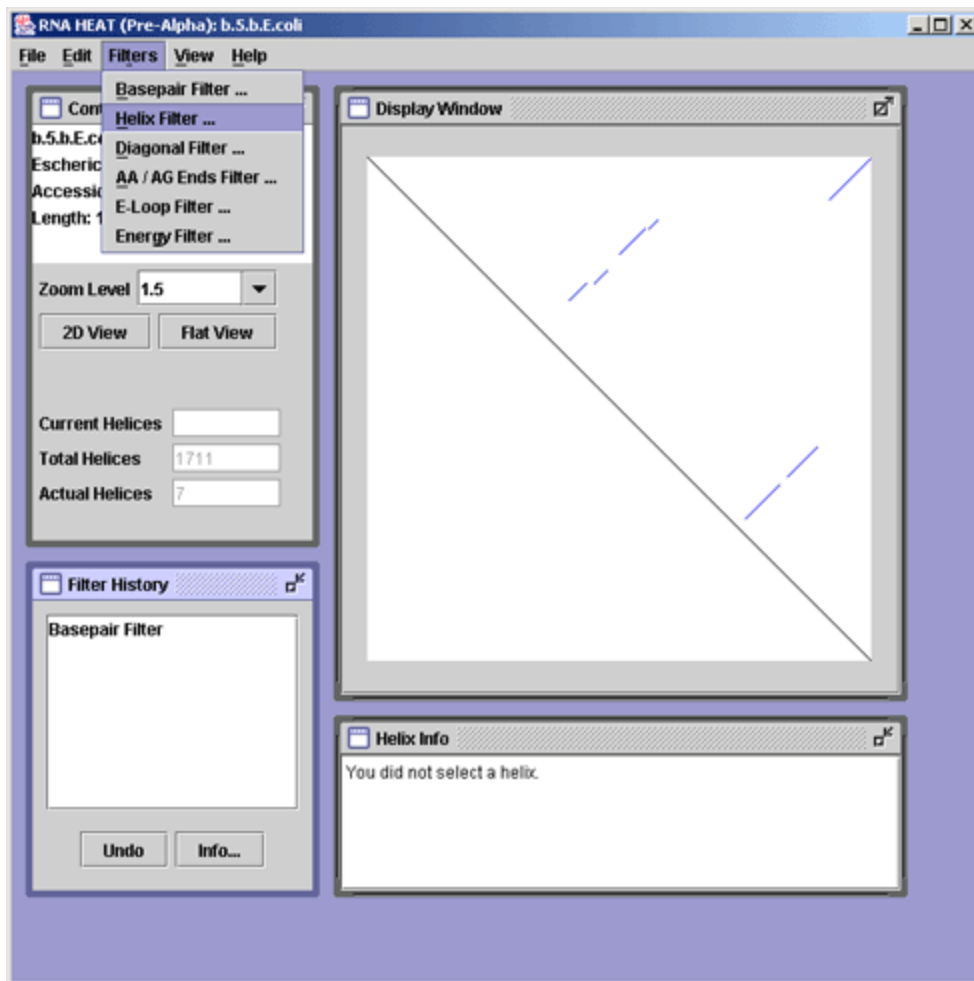 RNA HEAT (Pre-Alpha): b.5.b.E.coli
File Edit Filters View Help
Basepair Filter ...
Helix Filter ...
Diagonal Filter ...
AA / AG Ends Filter ...
E-Loop Filter ...
Energy Filter ...
Length:
Zoom Level 1.5
2D View Flat View
Current Helices
Total Helices 1711
Actual Helices 7
Filter History
Basepair Filter
Undo Info...
Display Window
Helix Info
You did not select a helix.